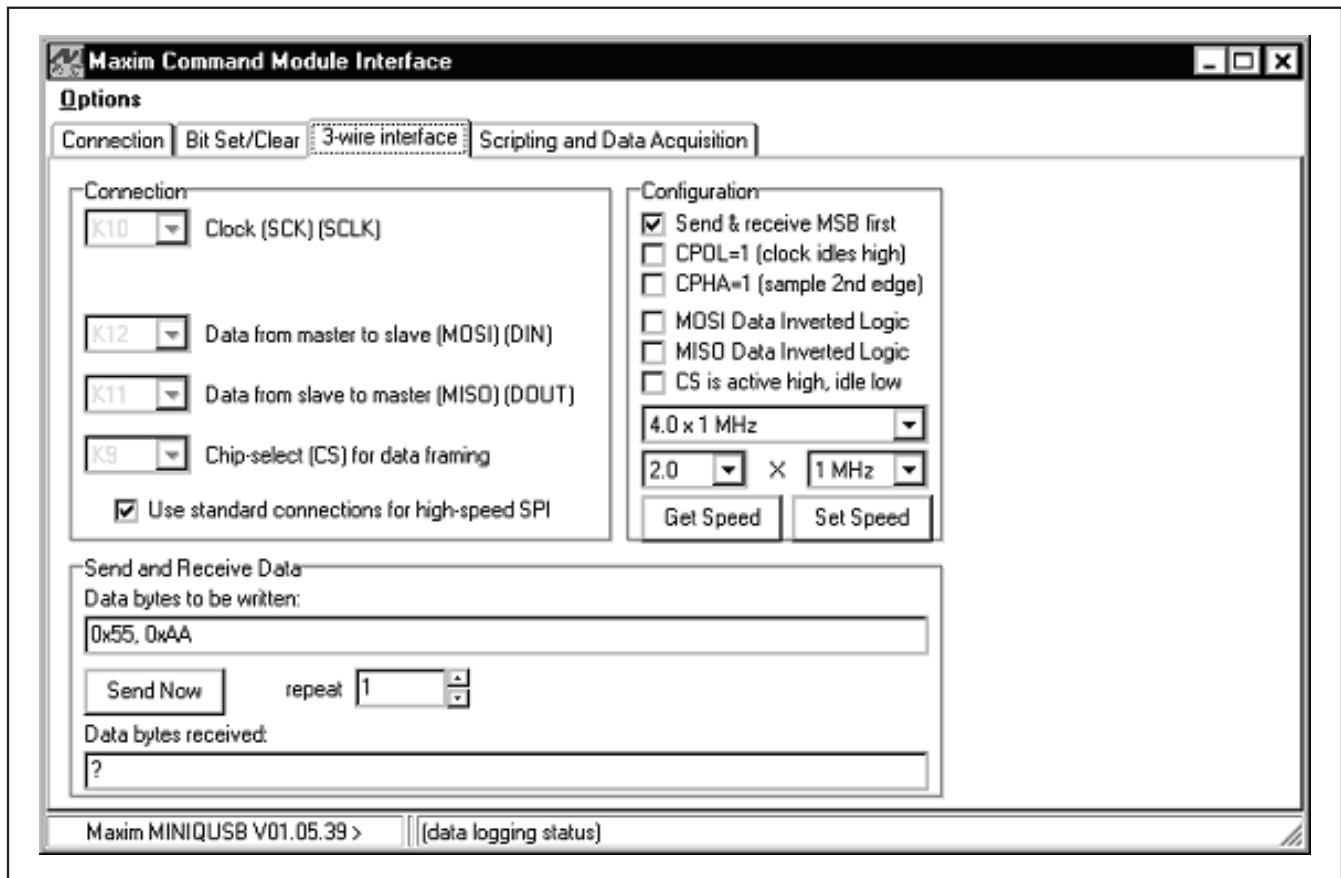 Maxim Command Module Interface
Options
Connection Bit Set/Clear 3-wire interface Scripting and Data Acquisition
Connection
K10 Clock (SCK) (SCLK)
K12 Data from master to slave (MOSI) (DIN)
K11 Data from slave to master (MISO) (DOUT)
K9 Chip-select (CS) for data framing
Use standard connections for high-speed SPI
Configuration
Send & receive MSB first
CPOL=1 (clock idles high)
CPHA=1 (sample 2nd edge)
MOSI Data Inverted Logic
MISO Data Inverted Logic
CS is active high, idle low
4.0 x 1 MHz
2.0 X 1 MHz
Get Speed Set Speed
Send and Receive Data
Data bytes to be written:
0x55, 0xAA
Send Now repeat 1
Data bytes received:
?
Maxim MINIQUSB V01.05.39 > (data logging status)